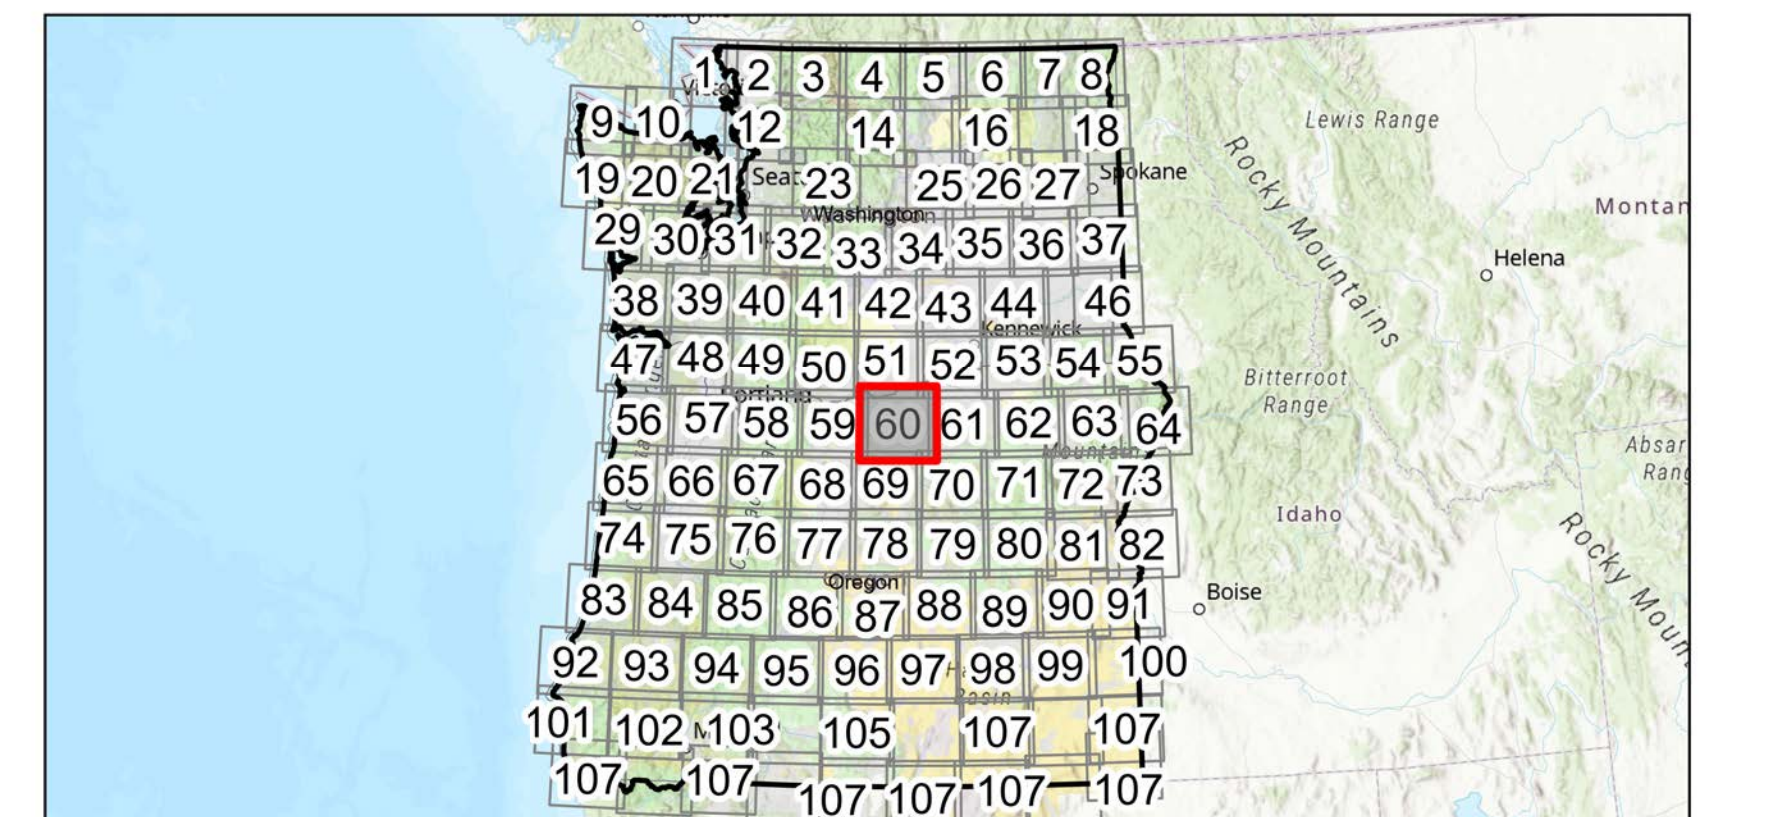 1 2 3 4 5 6 7 8
9 10 12 14 16 18
Lewis Range
19 20 21 23 25 26 27
Spokane
Rocky Mountains
Washington
29 30 31 32 33 34 35 36 37
Helena
38 39 40 41 42 43 44 46
Kennewick
47 48 49 50 51 52 53 54 55
Bitterroot
Range
Portland
56 57 58 59 60 61 62 63 64
Mountain
65 66 67 68 69 70 71 72 73
Idaho
74 75 76 77 78 79 80 81 82
Oregon
Boise
83 84 85 86 87 88 89 90 91
92 93 94 95 96 97 98 99 100
Basin
101 102 103 105 107 107
107 107 107 107 107 107